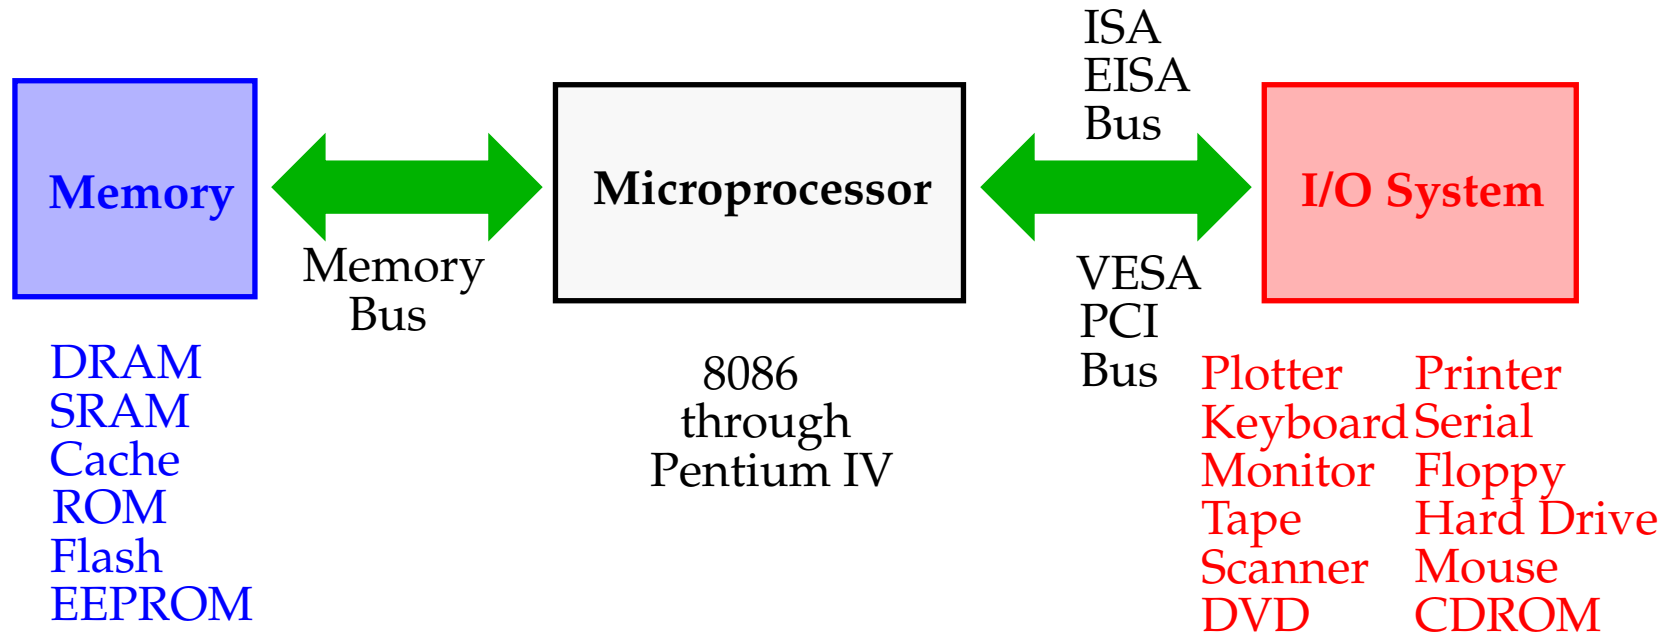 ISA
EISA
Bus
Memory
Microprocessor
I/O System
Memory
Bus
VESA
PCI
Bus
DRAM
SRAM
Cache
ROM
Flash
EEPROM
8086
through
Pentium IV
Plotter Printer
Keyboard Serial
Monitor Floppy
Tape Hard Drive
Scanner Mouse
DVD CDROM